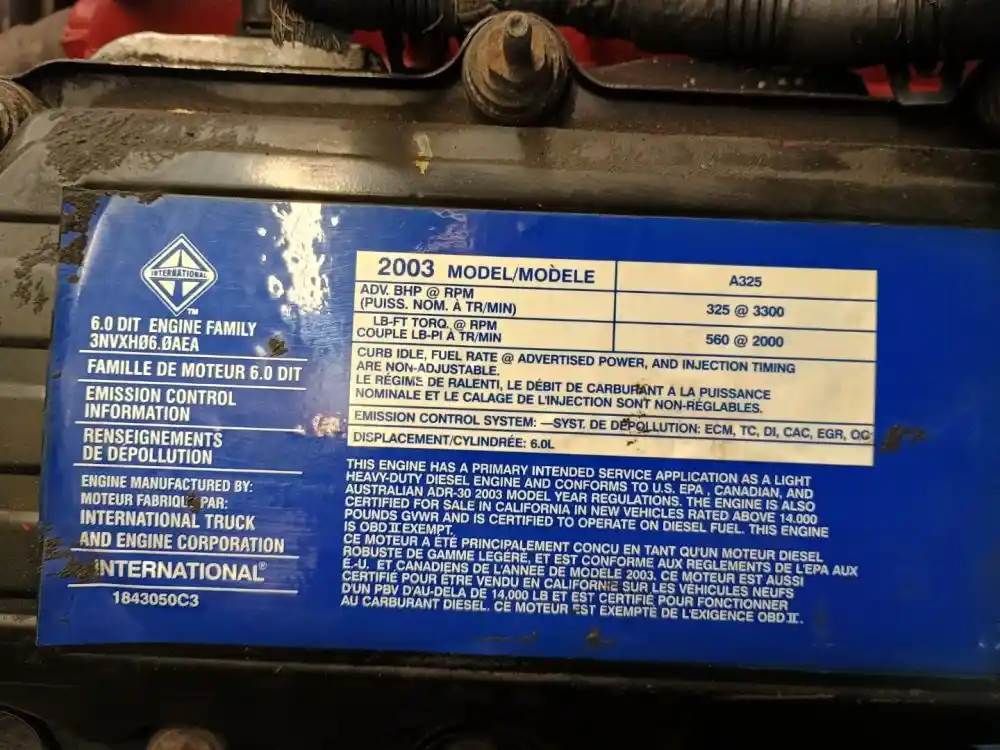 INTERNATIONAL
™
6.0 DIT ENGINE FAMILY
3NVXHØ6.ØAEA
FAMILLE DE MOTEUR 6.0 DIT
EMISSION CONTROL
INFORMATION
RENSEIGNEMENTS
DE DÉPOLLUTION
ENGINE MANUFACTURED BY:
MOTEUR FABRIQUÉ PAR:
INTERNATIONAL TRUCK
AND ENGINE CORPORATION
INTERNATIONAL®
1843050C3
2003 MODEL/MODÈLE A325
ADV. BHP @ RPM
(PUISS. NOM. À TR/MIN) 325 @ 3300
LB-FT TORQ. @ RPM
COUPLE LB-PI À TR/MIN 560 @ 2000
CURB IDLE, FUEL RATE @ ADVERTISED POWER, AND INJECTION TIMING
ARE NON-ADJUSTABLE.
LE RÉGIME DE RALENTI, LE DÉBIT DE CARBURANT A LA PUISSANCE
NOMINALE ET LE CALAGE DE L'INJECTION SONT NON-RÉGLABLES.
EMISSION CONTROL SYSTEM: —SYST. DE DÉPOLLUTION: ECM, TC, DI, CAC, EGR, OC
DISPLACEMENT/CYLINDRÉE: 6.0L
THIS ENGINE HAS A PRIMARY INTENDED SERVICE APPLICATION AS A LIGHT
HEAVY-DUTY DIESEL ENGINE AND CONFORMS TO U.S. EPA , CANADIAN, AND
AUSTRALIAN ADR-30 2003 MODEL YEAR REGULATIONS. THE ENGINE IS ALSO
CERTIFIED FOR SALE IN CALIFORNIA IN NEW VEHICLES RATED ABOVE 14.000
POUNDS GVWR AND IS CERTIFIED TO OPERATE ON DIESEL FUEL. THIS ENGINE
IS OBD II EXEMPT.
CE MOTEUR A ÉTÉ PRINCIPALEMENT CONCU EN TANT QU'UN MOTEUR DIESEL
ROBUSTE DE GAMME LEGÉRE, ET EST CONFORME AUX REGLEMENTS DE L'EPA AUX
E.-U. ET CANADIENS DE L'ANNEE DE MODÈLE 2003. CE MOTEUR EST AUSSI
CERTIFIÉ POUR ÉTRE VENDU EN CALIFORNIE SUR LES VÉHICULES NEUFS
D'UN PBV D'AU-DELA DE 14,000 LB ET EST CERTIFIÉ POUR FONCTIONNER
AU CARBURANT DIESEL. CE MOTEUR EST EXEMPTE DE L'EXIGENCE OBD II.